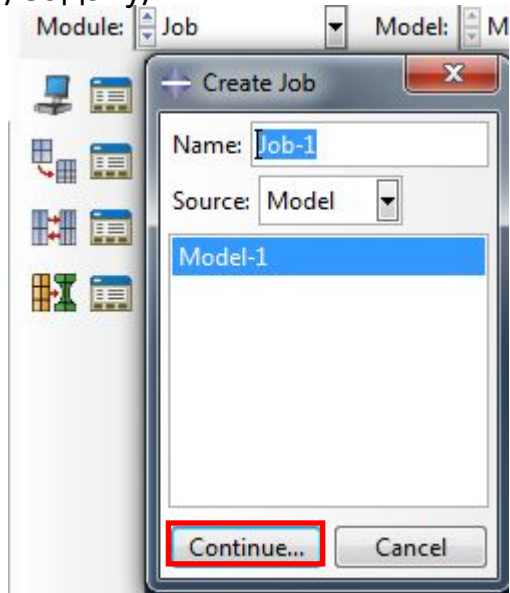 Module: Job Model: M
Create Job
Name: Job-1
Source: Model
Model-1
Continue... Cancel